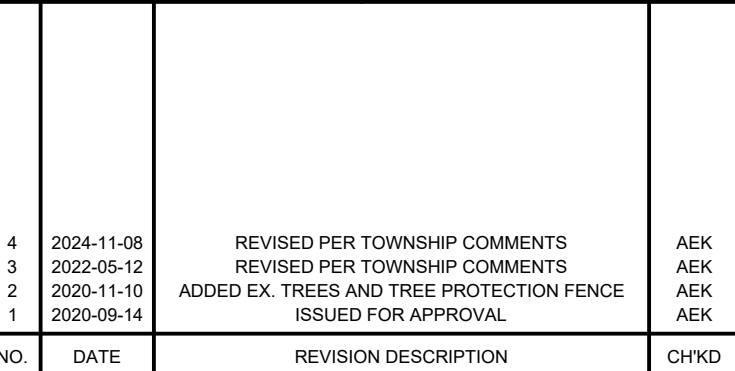 4 2024-11-08 REVISED PER TOWNSHIP COMMENTS AEK
3 2022-05-12 REVISED PER TOWNSHIP COMMENTS AEK
2 2020-11-10 ADDED EX. TREES AND TREE PROTECTION FENCE AEK
1 2020-09-14 ISSUED FOR APPROVAL AEK
NO. DATE REVISION DESCRIPTION CH'KD